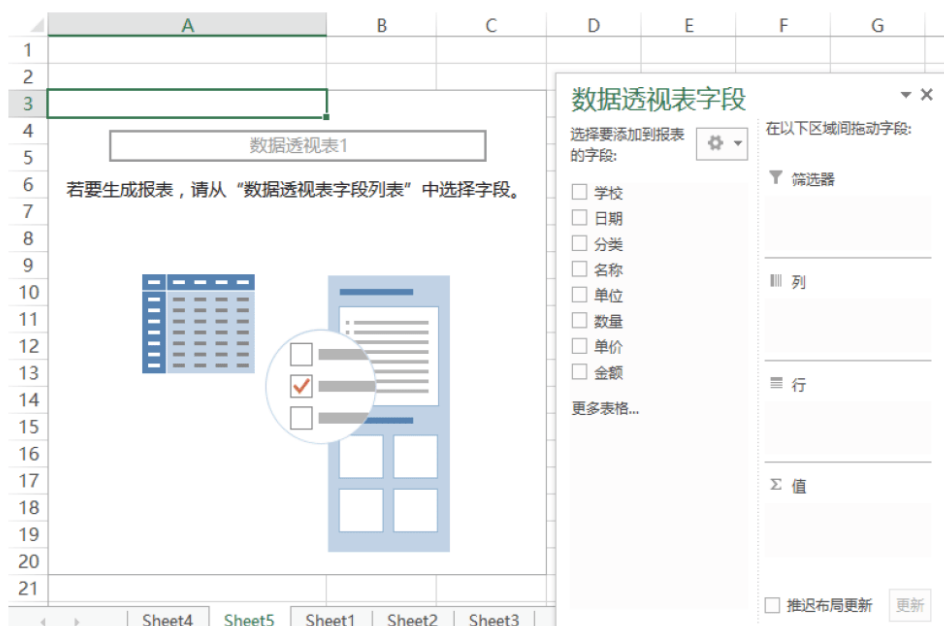 A B C D E F G
1
2
3
4
5
6
7
8
9
10
11
12
13
14
15
16
17
18
19
20
21
数据透视表1
若要生成报表，请从“数据透视表字段列表”中选择字段。
数据透视表字段
选择要添加到报表
的字段:
学校
日期
分类
名称
单位
数量
单价
金额
更多表格...
在以下区域间拖动字段:
筛选器
列
行
Σ 值
推迟布局更新 更新
Sheet4 Sheet5 Sheet1 Sheet2 Sheet3